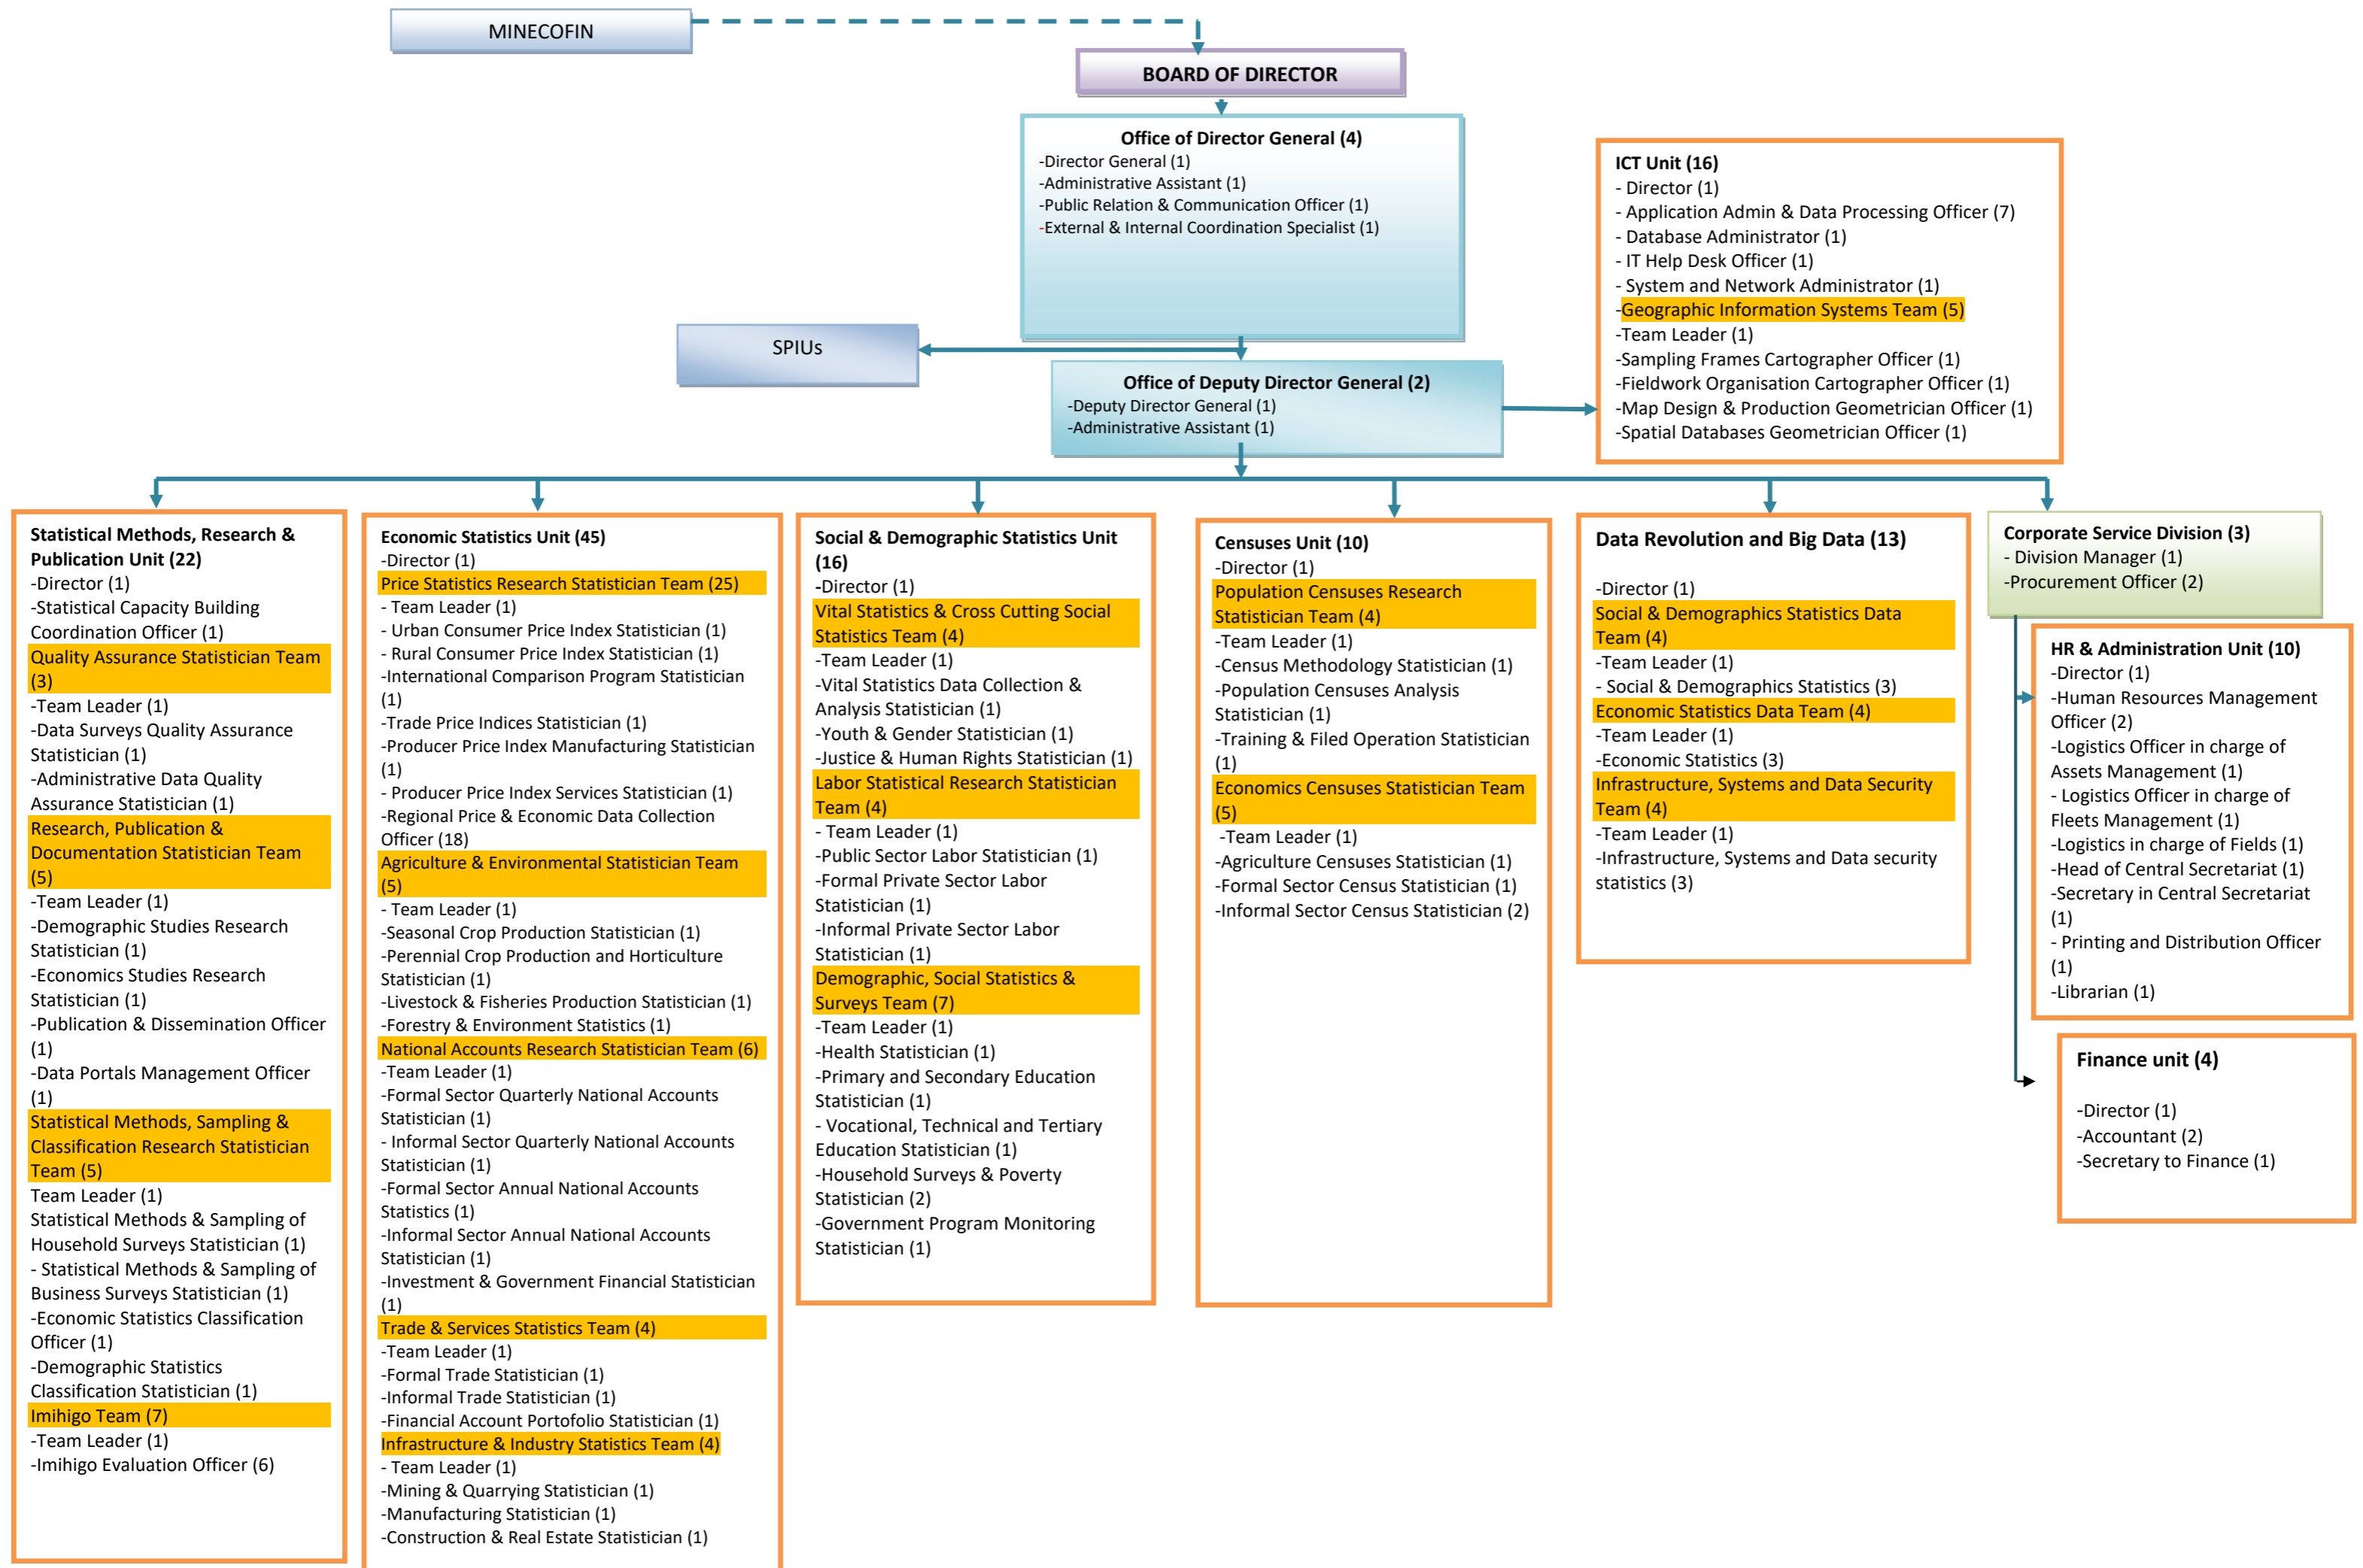 MINECOFIN
BOARD OF DIRECTOR
Office of Director General (4)
-Director General (1)
-Administrative Assistant (1)
-Public Relation & Communication Officer (1)
-External & Internal Coordination Specialist (1)
ICT Unit (16)
- Director (1)
- Application Admin & Data Processing Officer (7)
- Database Administrator (1)
- IT Help Desk Officer (1)
- System and Network Administrator (1)
-Geographic Information Systems Team (5)
-Team Leader (1)
-Sampling Frames Cartographer Officer (1)
-Fieldwork Organisation Cartographer Officer (1)
-Map Design & Production Geometrician Officer (1)
-Spatial Databases Geometrician Officer (1)
SPIUs
Office of Deputy Director General (2)
-Deputy Director General (1)
-Administrative Assistant (1)
Statistical Methods, Research &
Publication Unit (22)
-Director (1)
-Statistical Capacity Building
Coordination Officer (1)
Quality Assurance Statistician Team
(3)
-Team Leader (1)
-Data Surveys Quality Assurance
Statistician (1)
-Administrative Data Quality
Assurance Statistician (1)
Research, Publication &
Documentation Statistician Team
(5)
-Team Leader (1)
-Demographic Studies Research
Statistician (1)
-Economics Studies Research
Statistician (1)
-Publication & Dissemination Officer
(1)
-Data Portals Management Officer
(1)
Statistical Methods, Sampling &
Classification Research Statistician
Team (5)
Team Leader (1)
Statistical Methods & Sampling of
Household Surveys Statistician (1)
- Statistical Methods & Sampling of
Business Surveys Statistician (1)
-Economic Statistics Classification
Officer (1)
-Demographic Statistics
Classification Statistician (1)
Imihigo Team (7)
-Team Leader (1)
-Imihigo Evaluation Officer (6)
Economic Statistics Unit (45)
-Director (1)
Price Statistics Research Statistician Team (25)
- Team Leader (1)
- Urban Consumer Price Index Statistician (1)
- Rural Consumer Price Index Statistician (1)
-International Comparison Program Statistician
(1)
-Trade Price Indices Statistician (1)
-Producer Price Index Manufacturing Statistician
(1)
- Producer Price Index Services Statistician (1)
-Regional Price & Economic Data Collection
Officer (18)
Agriculture & Environmental Statistician Team
(5)
- Team Leader (1)
-Seasonal Crop Production Statistician (1)
-Perennial Crop Production and Horticulture
Statistician (1)
-Livestock & Fisheries Production Statistician (1)
-Forestry & Environment Statistics (1)
National Accounts Research Statistician Team (6)
-Team Leader (1)
-Formal Sector Quarterly National Accounts
Statistician (1)
- Informal Sector Quarterly National Accounts
Statistician (1)
-Formal Sector Annual National Accounts
Statistics (1)
-Informal Sector Annual National Accounts
Statistician (1)
-Investment & Government Financial Statistician
(1)
Trade & Services Statistics Team (4)
-Team Leader (1)
-Formal Trade Statistician (1)
-Informal Trade Statistician (1)
-Financial Account Portofolio Statistician (1)
Infrastructure & Industry Statistics Team (4)
- Team Leader (1)
-Mining & Quarrying Statistician (1)
-Manufacturing Statistician (1)
-Construction & Real Estate Statistician (1)
Social & Demographic Statistics Unit
(16)
-Director (1)
Vital Statistics & Cross Cutting Social
Statistics Team (4)
-Team Leader (1)
-Vital Statistics Data Collection &
Analysis Statistician (1)
-Youth & Gender Statistician (1)
-Justice & Human Rights Statistician (1)
Labor Statistical Research Statistician
Team (4)
- Team Leader (1)
-Public Sector Labor Statistician (1)
-Formal Private Sector Labor
Statistician (1)
-Informal Private Sector Labor
Statistician (1)
Demographic, Social Statistics &
Surveys Team (7)
-Team Leader (1)
-Health Statistician (1)
-Primary and Secondary Education
Statistician (1)
- Vocational, Technical and Tertiary
Education Statistician (1)
-Household Surveys & Poverty
Statistician (2)
-Government Program Monitoring
Statistician (1)
Censuses Unit (10)
-Director (1)
Population Censuses Research
Statistician Team (4)
-Team Leader (1)
-Census Methodology Statistician (1)
-Population Censuses Analysis
Statistician (1)
-Training & Filed Operation Statistician
(1)
Economics Censuses Statistician Team
(5)
-Team Leader (1)
-Agriculture Censuses Statistician (1)
-Formal Sector Census Statistician (1)
-Informal Sector Census Statistician (2)
Data Revolution and Big Data (13)
-Director (1)
Social & Demographics Statistics Data
Team (4)
-Team Leader (1)
- Social & Demographics Statistics (3)
Economic Statistics Data Team (4)
-Team Leader (1)
-Economic Statistics (3)
Infrastructure, Systems and Data Security
Team (4)
-Team Leader (1)
-Infrastructure, Systems and Data security
statistics (3)
Corporate Service Division (3)
- Division Manager (1)
-Procurement Officer (2)
HR & Administration Unit (10)
-Director (1)
-Human Resources Management
Officer (2)
-Logistics Officer in charge of
Assets Management (1)
- Logistics Officer in charge of
Fleets Management (1)
-Logistics in charge of Fields (1)
-Head of Central Secretariat (1)
-Secretary in Central Secretariat
(1)
- Printing and Distribution Officer
(1)
-Librarian (1)
Finance unit (4)
-Director (1)
-Accountant (2)
-Secretary to Finance (1)